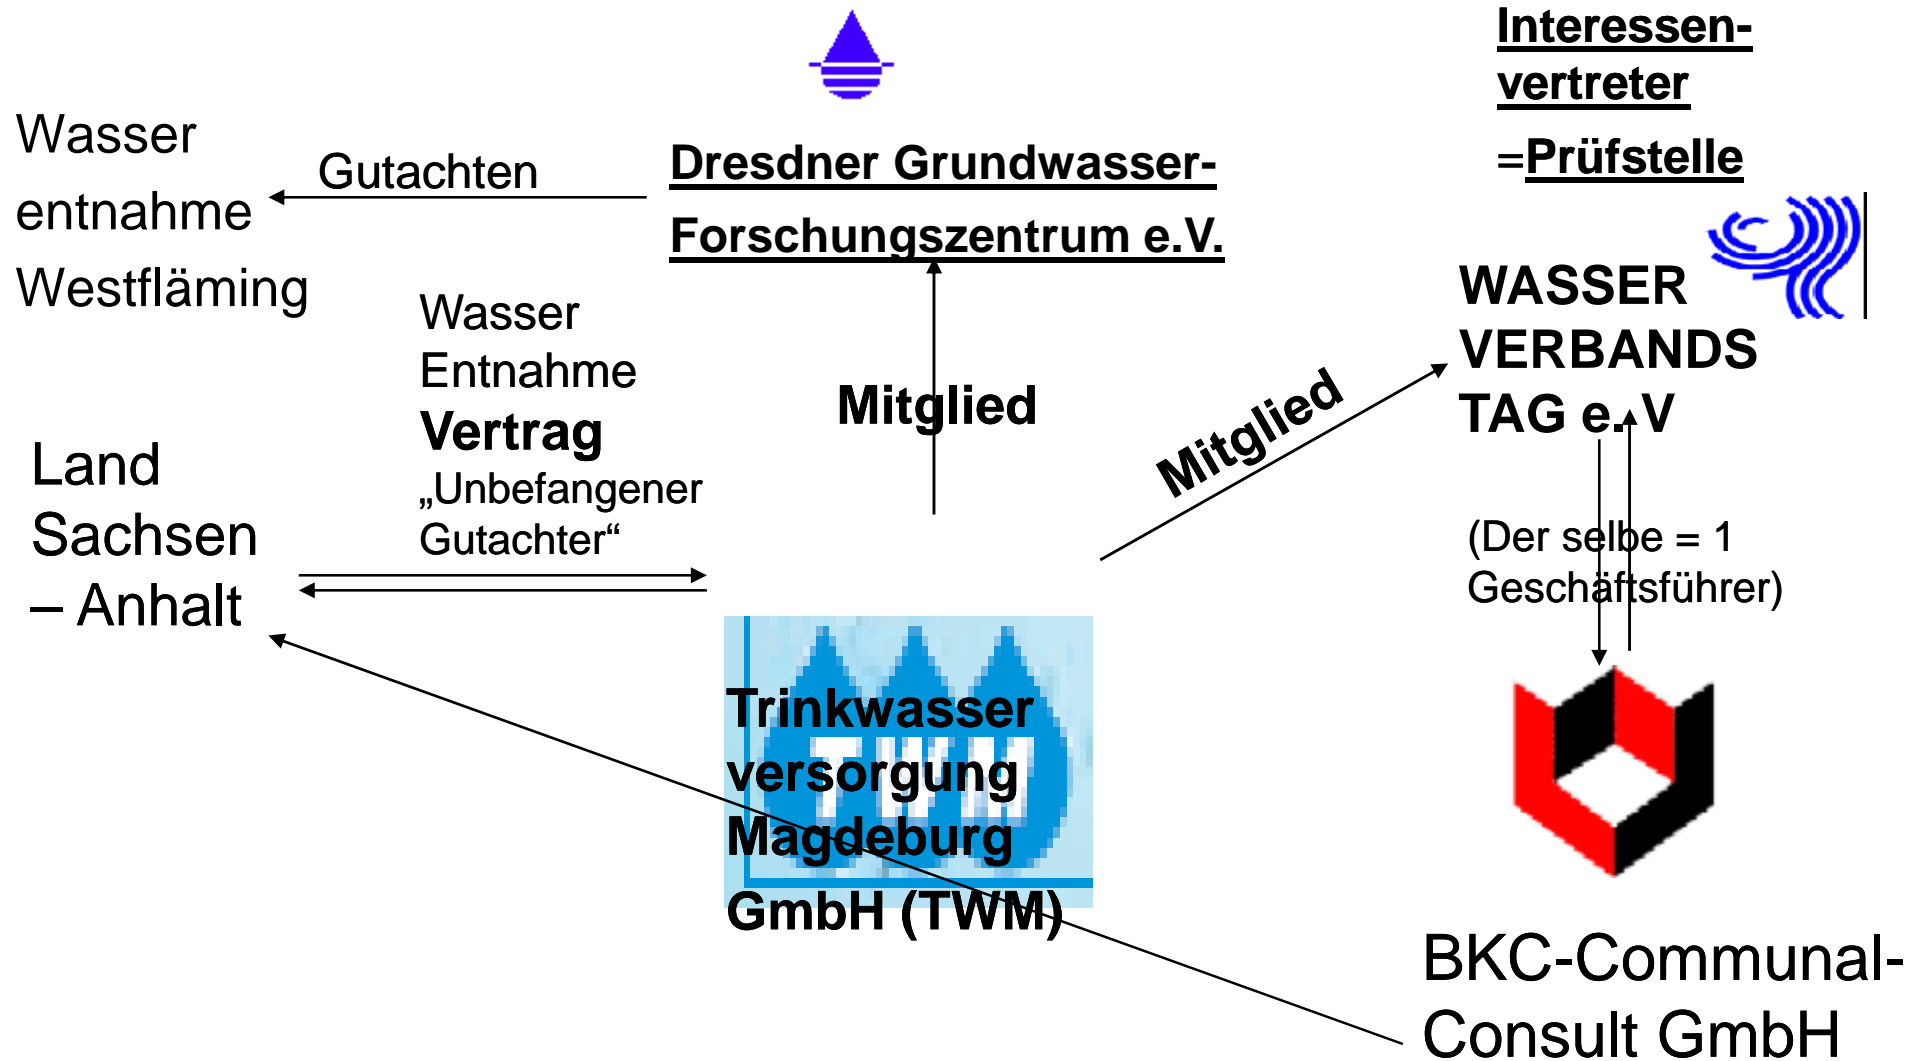 Interessen-
vertreter
=Prüfstelle
Wasser
entnahme
Westfläming
Gutachten
Dresdner Grundwasser-
Forschungszentrum e.V.
WASSER
VERBANDS
TAG e. V
Wasser
Entnahme
Vertrag
„Unbefangener
Gutachter“
Mitglied
Mitglied
Land
Sachsen
– Anhalt
(Der selbe = 1
Geschäftsführer)
Trinkwasser
versorgung
Magdeburg
GmbH (TWM)
TWM
BKC-Communal-
Consult GmbH